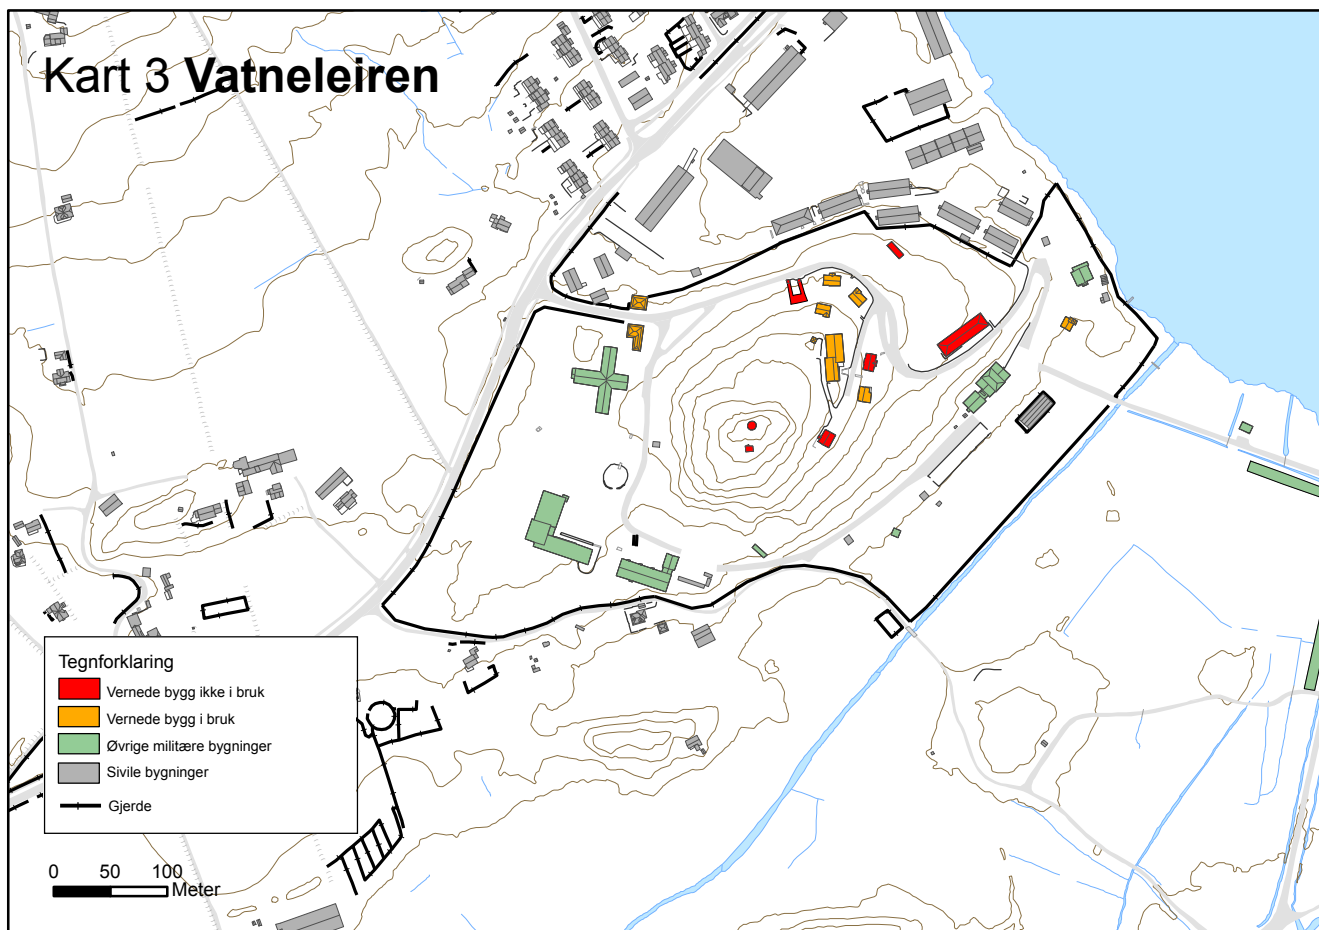 Kart 3 Vatneleiren
Tegnforklaring
Vernede bygg ikke i bruk
Vernede bygg i bruk
Øvrige militære bygninger
Sivile bygninger
Gjerde
0 50 100
Meter